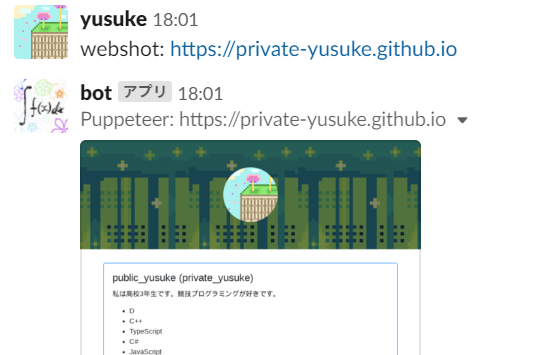 yusuke 18:01
webshot: https://private-yusuke.github.io
bot アプリ 18:01
Puppeteer: https://private-yusuke.github.io
∫f(x)dx
public_yusuke (private_yusuke)
私は高校3年生です。競技プログラミングが好きです。
• D
• C++
• TypeScript
• C#
• JavaScript